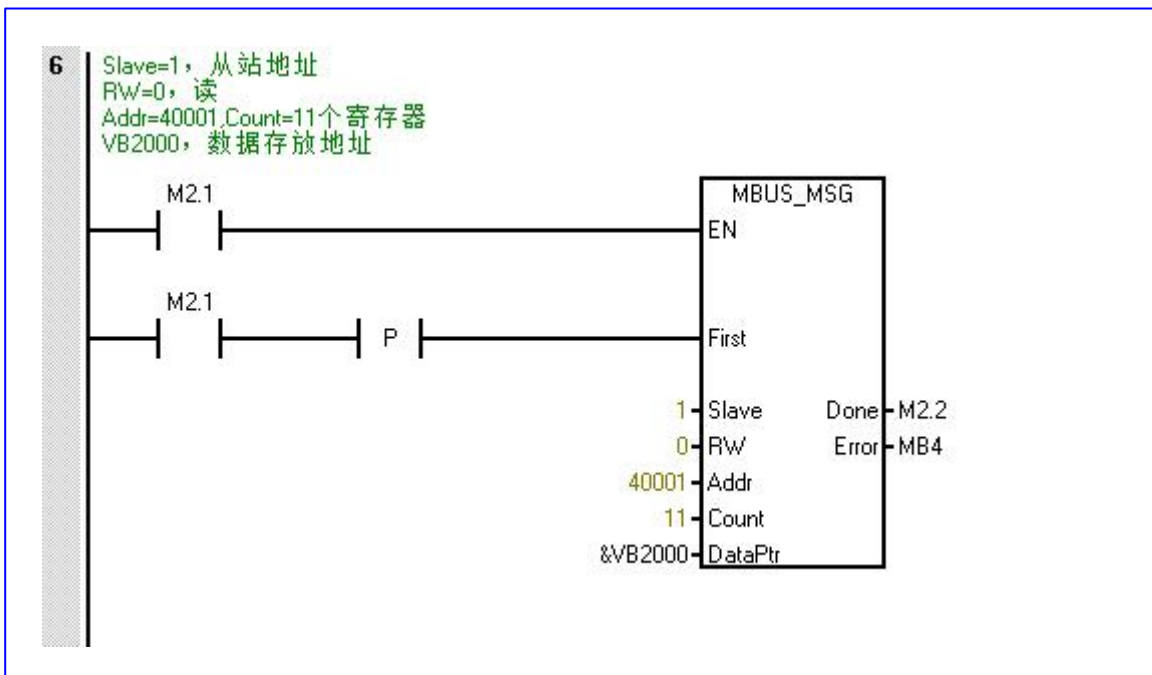 6
Slave=1，从站地址
RW=0，读
Addr=40001,Count=11个寄存器
VB2000，数据存放地址
M2.1
MBUS_MSG
EN
M2.1
P
First
1 Slave Done M2.2
0 RW Error MB4
40001 Addr
11 Count
&VB2000 DataPtr